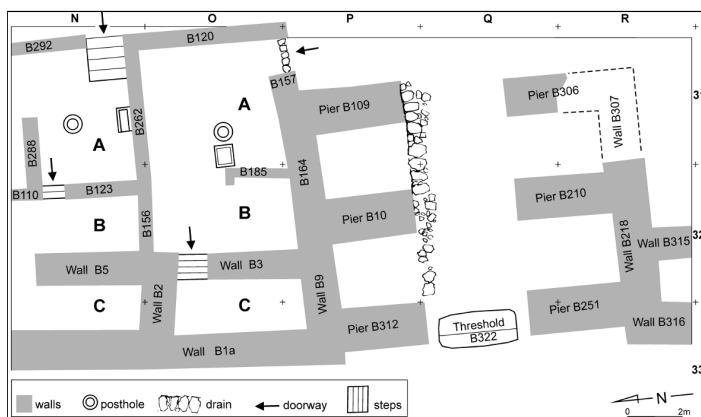 N O P Q R
B292
B120
B157
A
Pier B109
Pier B306
31
Wall B307
B262
A
B288
B164
B185
B110
B123
B156
B
B
Pier B10
Pier B210
32
Wall B218
Wall B315
Wall B5
Wall B3
Wall B9
C
Wall B2
C
Pier B312
Threshold
B322
Pier B251
Wall B316
Wall B1a
33
walls posthole drain doorway steps
N
0 2m